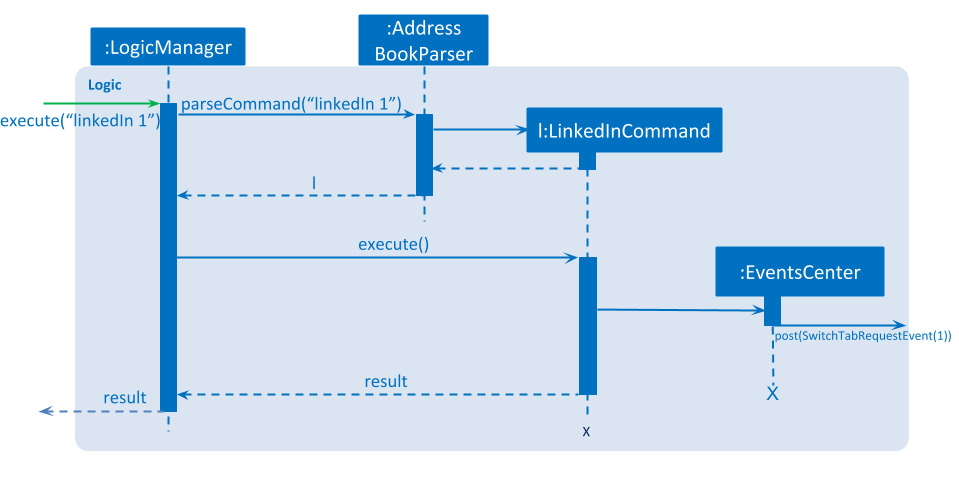 :Address
BookParser
:LogicManager
Logic
parseCommand(“linkedIn 1”)
execute(“linkedIn 1”)
l:LinkedInCommand
l
execute()
:EventsCenter
post(SwitchTabRequestEvent(1))
result
X
result
x